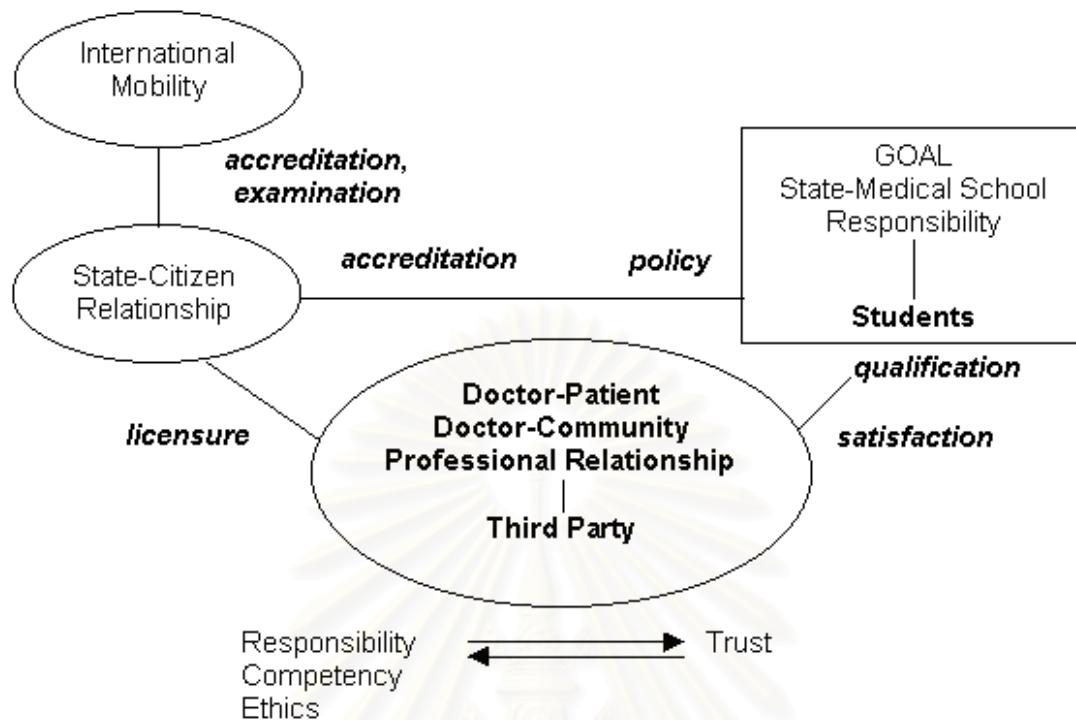 International
Mobility
accreditation,
examination
GOAL
State-Medical School
Responsibility
Students
State-Citizen
Relationship
accreditation
policy
qualification
satisfaction
licensure
Doctor-Patient
Doctor-Community
Professional Relationship
Third Party
Responsibility
Competency
Ethics
Trust